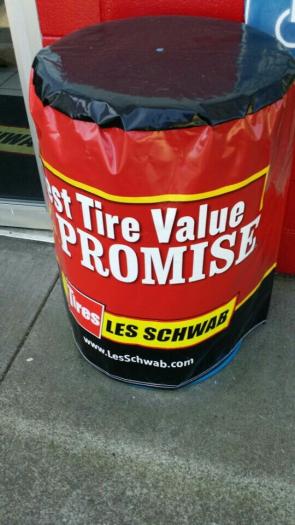 est Tire Value
PROMISE
Tires
LES SCHWAB
www.LesSchwab.com